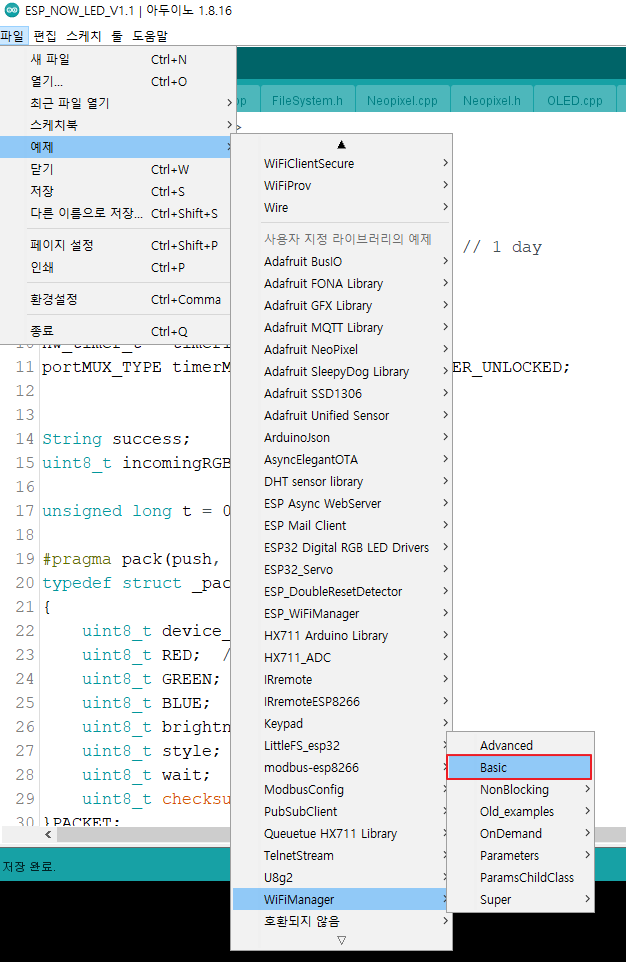 ESP_NOW_LED_V1.1 | 아두이노 1.8.16
파일 편집 스케치 툴 도움말
새 파일 Ctrl+N
열기... Ctrl+O
최근 파일 열기
스케치북
예제
닫기 Ctrl+W
저장 Ctrl+S
다른 이름으로 저장... Ctrl+Shift+S
페이지 설정 Ctrl+Shift+P
인쇄 Ctrl+P
환경설정 Ctrl+Comma
종료 Ctrl+Q
FileSystem.h Neopixel.cpp Neopixel.h OLED.cpp
WiFiClientSecure
WiFiProv
Wire
사용자 지정 라이브러리의 예제
Adafruit BusIO
Adafruit FONA Library
Adafruit GFX Library
Adafruit MQTT Library
Adafruit NeoPixel
Adafruit SleepyDog Library
Adafruit SSD1306
Adafruit Unified Sensor
ArduinoJson
AsyncElegantOTA
DHT sensor library
ESP Async WebServer
ESP Mail Client
ESP32 Digital RGB LED Drivers
ESP32_Servo
ESP_DoubleResetDetector
ESP_WiFiManager
HX711 Arduino Library
HX711_ADC
IRremote
IRremoteESP8266
Keypad
LittleFS_esp32
modbus-esp8266
ModbusConfig
PubSubClient
Queuetue HX711 Library
TelnetStream
U8g2
WiFiManager
호환되지 않음
Advanced
Basic
NonBlocking
Old_examples
OnDemand
Parameters
ParamsChildClass
Super
// 1 day
11 portMUX_TYPE timerM ER_UNLOCKED;
12
13
14 String success;
15 uint8_t incomingRGB
16
17 unsigned long t = 0
18
19 #pragma pack(push,
20 typedef struct _pac
21 {
22 uint8_t device_
23 uint8_t RED; /
24 uint8_t GREEN;
25 uint8_t BLUE;
26 uint8_t brightn
27 uint8_t style;
28 uint8_t wait;
29 uint8_t checksu
30 }PACKET;
저장 완료.